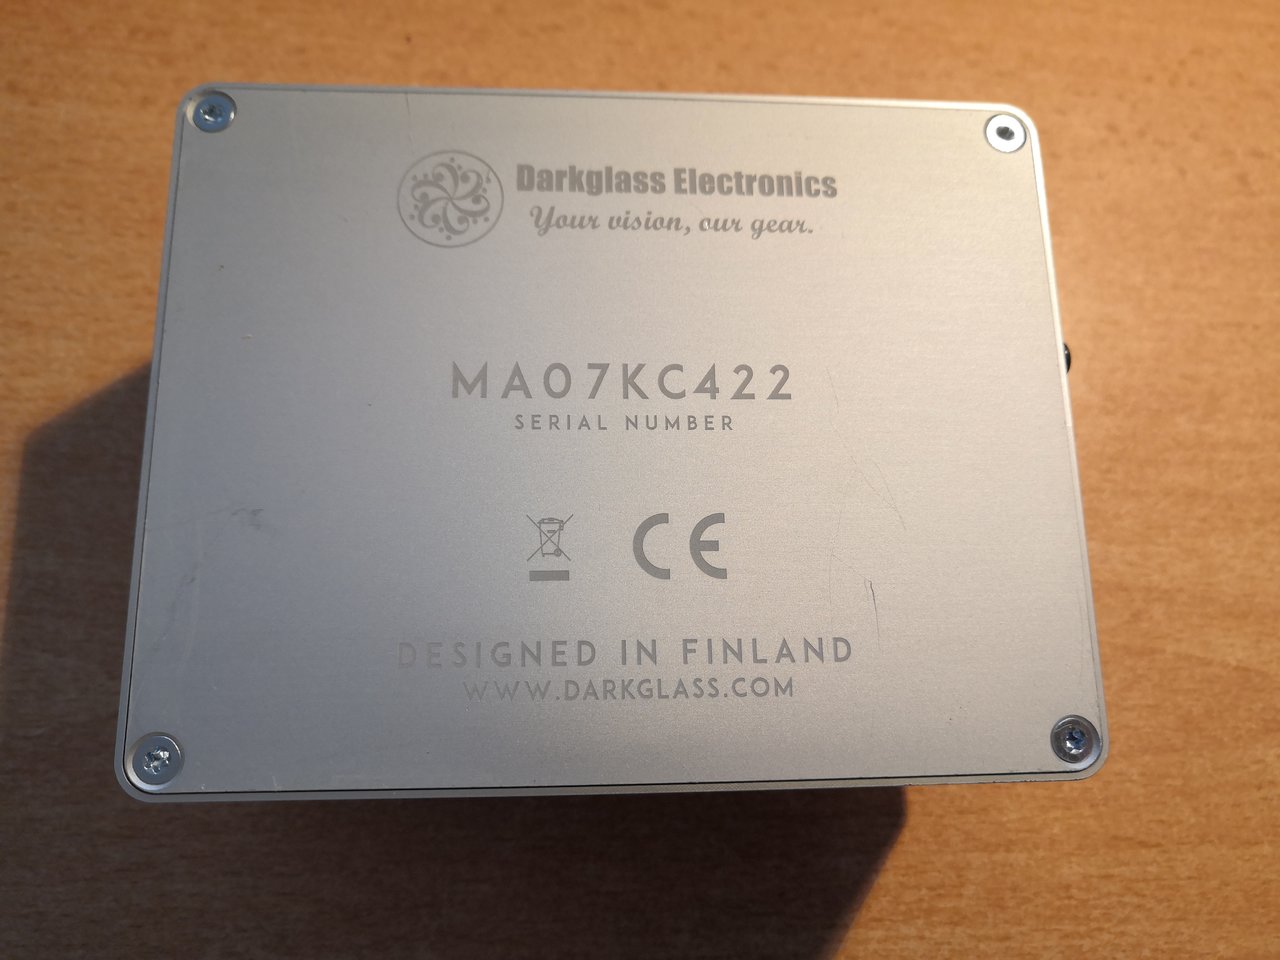 Darkglass Electronics
Your vision, our gear.
MA07KC422
SERIAL NUMBER
CE
DESIGNED IN FINLAND
WWW.DARKGLASS.COM